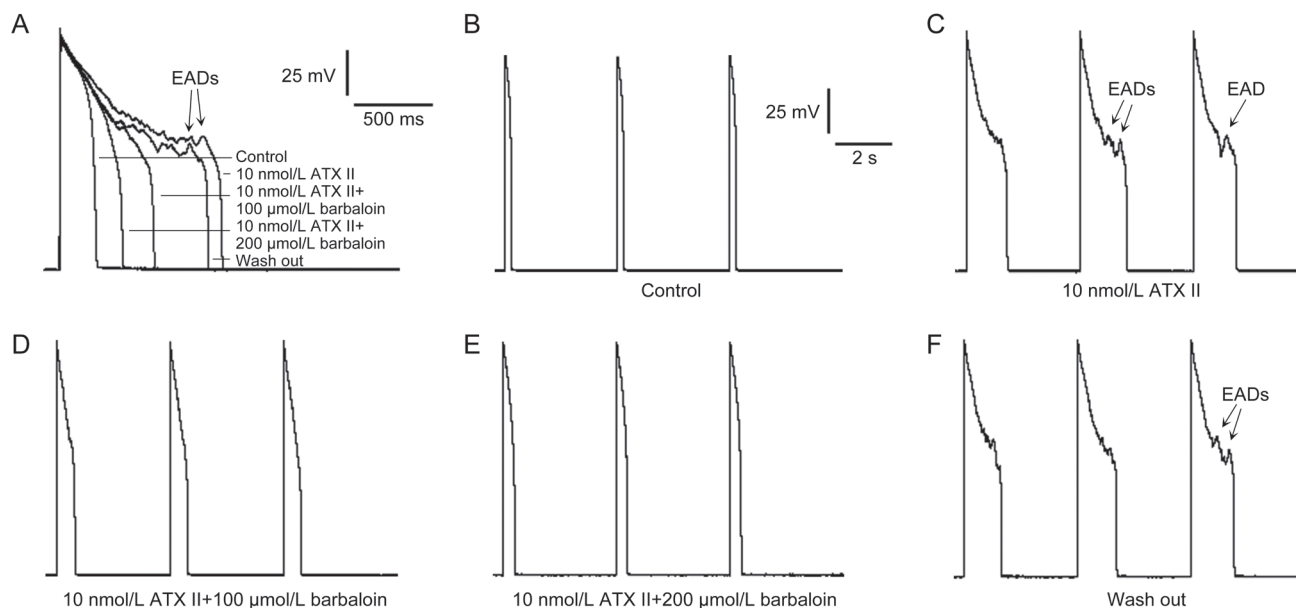 A
EADs
25 mV
500 ms
Control
10 nmol/L ATX II
10 nmol/L ATX II+
100 μmol/L barbaloin
10 nmol/L ATX II+
200 μmol/L barbaloin
Wash out
B
25 mV
2 s
Control
C
EADs
EAD
10 nmol/L ATX II
D
10 nmol/L ATX II+100 μmol/L barbaloin
E
10 nmol/L ATX II+200 μmol/L barbaloin
F
EADs
Wash out